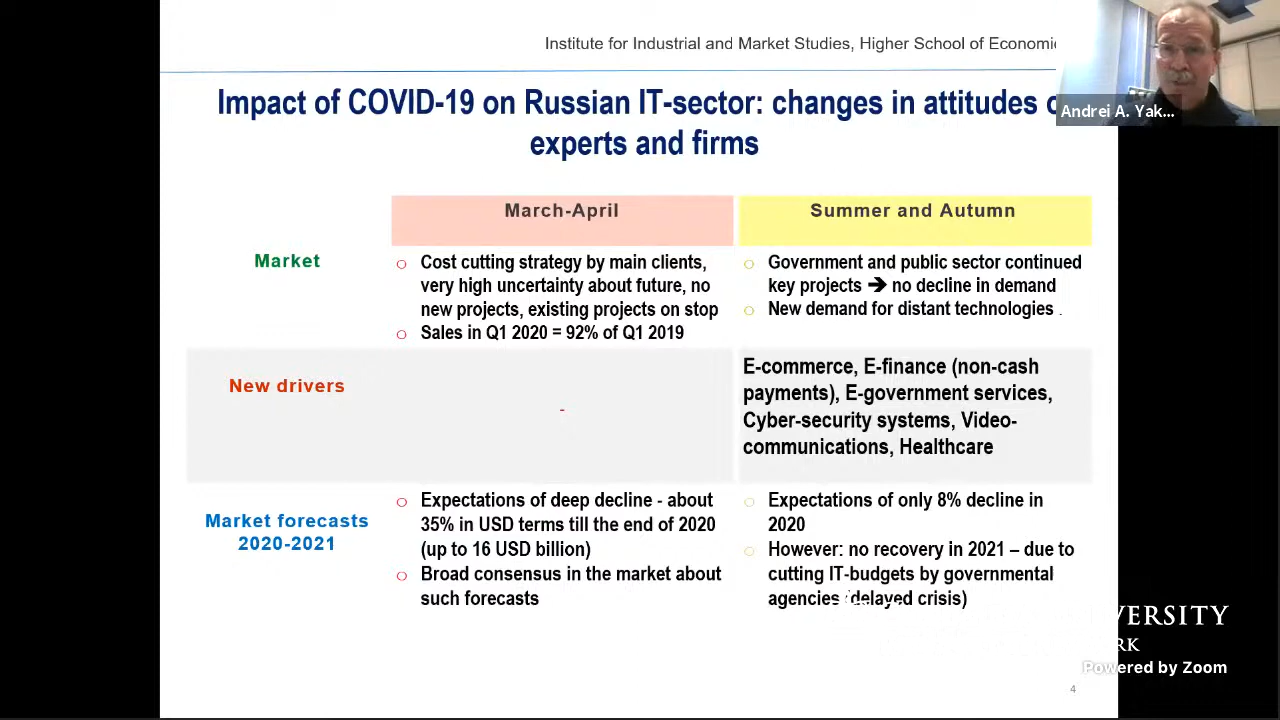 Institute for Industrial and Market Studies, Higher School of Economi
Impact of COVID-19 on Russian IT-sector: changes in attitudes
experts and firms
Andrei A. Yak...
March-April
Summer and Autumn
Market
Cost cutting strategy by main clients,
very high uncertainty about future, no
new projects, existing projects on stop
Sales in Q1 2020 = 92% of Q1 2019
Government and public sector continued
key projects ➔ no decline in demand
New demand for distant technologies .
New drivers
-
E-commerce, E-finance (non-cash
payments), E-government services,
Cyber-security systems, Video-
communications, Healthcare
Market forecasts
2020-2021
Expectations of deep decline - about
35% in USD terms till the end of 2020
(up to 16 USD billion)
Broad consensus in the market about
such forecasts
Expectations of only 8% decline in
2020
However: no recovery in 2021 – due to
cutting IT-budgets by governmental
agencies (delayed crisis)
VERSITY
RK
Powered by Zoom
4